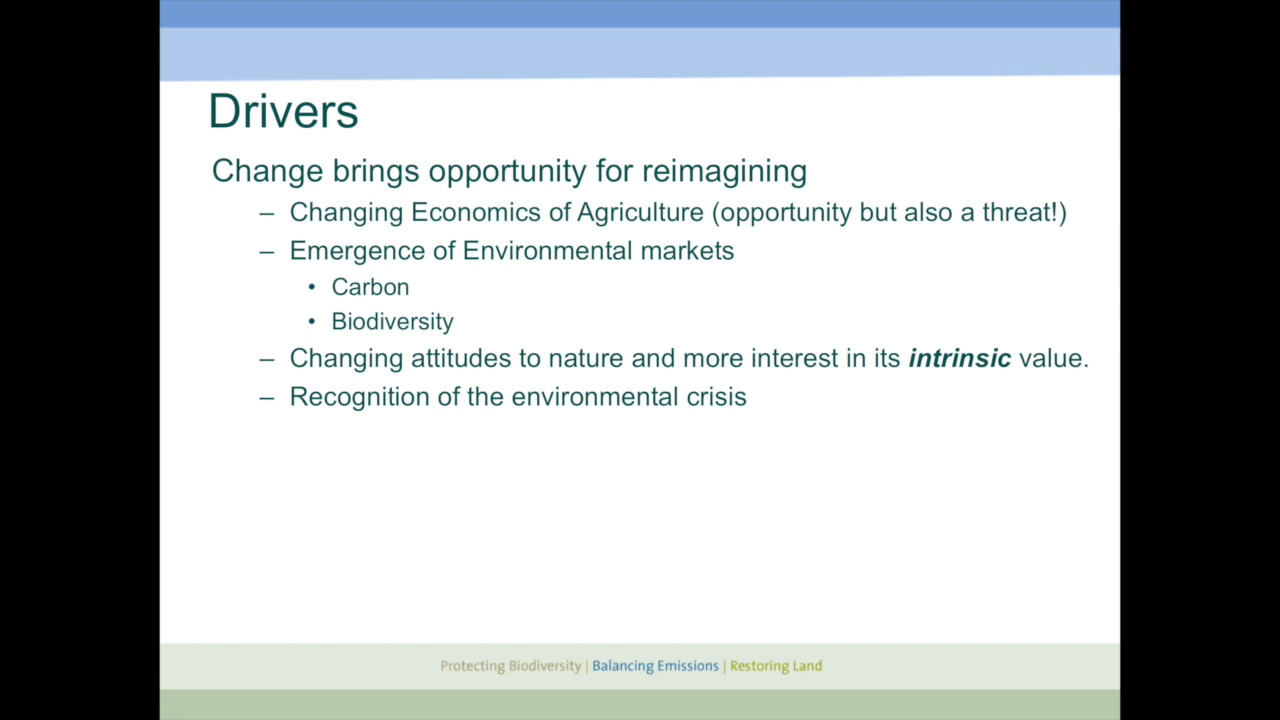 Drivers
Change brings opportunity for reimagining
– Changing Economics of Agriculture (opportunity but also a threat!)
– Emergence of Environmental markets
• Carbon
• Biodiversity
– Changing attitudes to nature and more interest in its intrinsic value.
– Recognition of the environmental crisis
Protecting Biodiversity | Balancing Emissions | Restoring Land